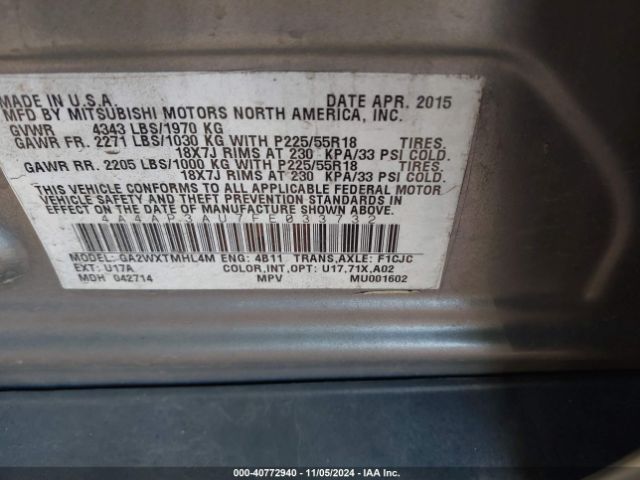 MADE IN U.S.A. DATE APR. 2015
MFD BY MITSUBISHI MOTORS NORTH AMERICA, INC.
GVWR 4343 LBS/1970 KG
GAWR FR. 2271 LBS/1030 KG WITH P225/55R18 TIRES.
18X7J RIMS AT 230 KPA/33 PSI COLD.
GAWR RR. 2205 LBS/1000 KG WITH P225/55R18 TIRES
18X7J RIMS AT 230 KPA/33 PSI COLD.
THIS VEHICLE CONFORMS TO ALL APPLICABLE FEDERAL MOTOR
VEHICLE SAFETY AND THEFT PREVENTION STANDARDS IN
EFFECT ON THE DATE OF MANUFACTURE SHOWN ABOVE.
MODEL: GA2WXTMHL4M ENG: 4B11 TRANS,AXLE: F1CJC
EXT: U17A COLOR,INT,OPT: U17,71X,A02
MDH 042714 MPV MU001602
000-40772940 - 11/05/2024 - IAA Inc.